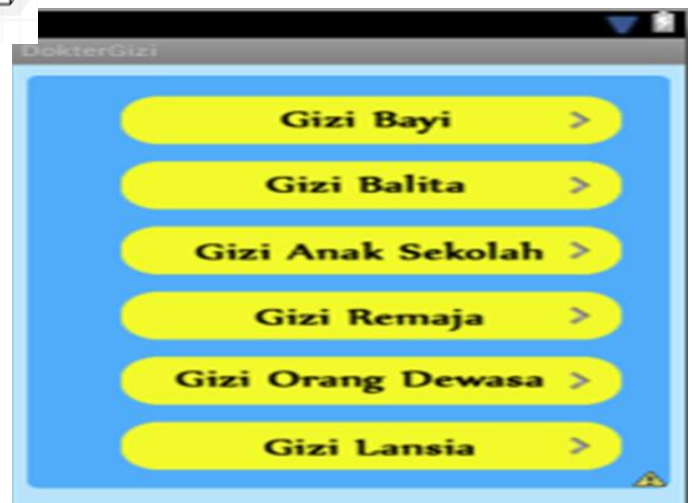 DokterGizi
Gizi Bayi >
Gizi Balita >
Gizi Anak Sekolah >
Gizi Remaja >
Gizi Orang Dewasa >
Gizi Lansia >